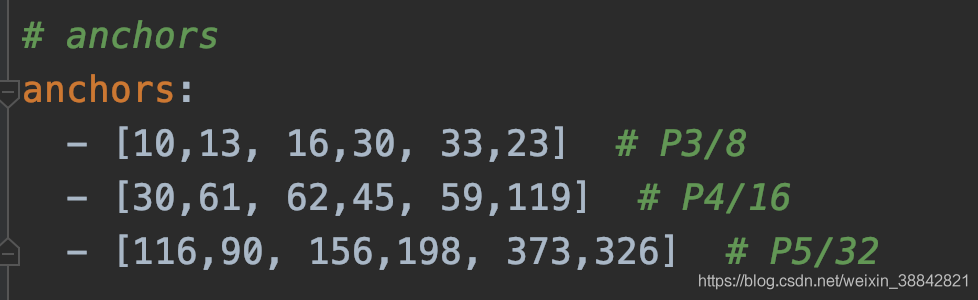 # anchors
anchors:
  - [10,13, 16,30, 33,23]  # P3/8
  - [30,61, 62,45, 59,119]  # P4/16
  - [116,90, 156,198, 373,326]  # P5/32
https://blog.csdn.net/weixin_38842821